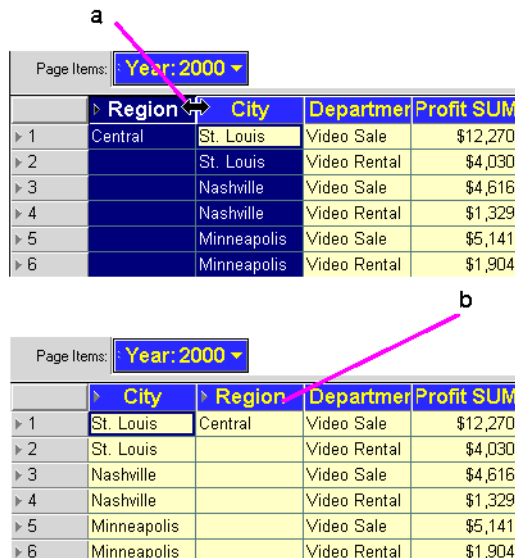 a
Page Items: Year: 2000
Region City Departmer Profit SUM
1 Central St. Louis Video Sale $12,270
2 St. Louis Video Rental $4,030
3 Nashville Video Sale $4,616
4 Nashville Video Rental $1,329
5 Minneapolis Video Sale $5,141
6 Minneapolis Video Rental $1,904
b
Page Items: Year: 2000
City Region Departmer Profit SUM
1 St. Louis Central Video Sale $12,270
2 St. Louis Video Rental $4,030
3 Nashville Video Sale $4,616
4 Nashville Video Rental $1,329
5 Minneapolis Video Sale $5,141
6 Minneapolis Video Rental $1,904